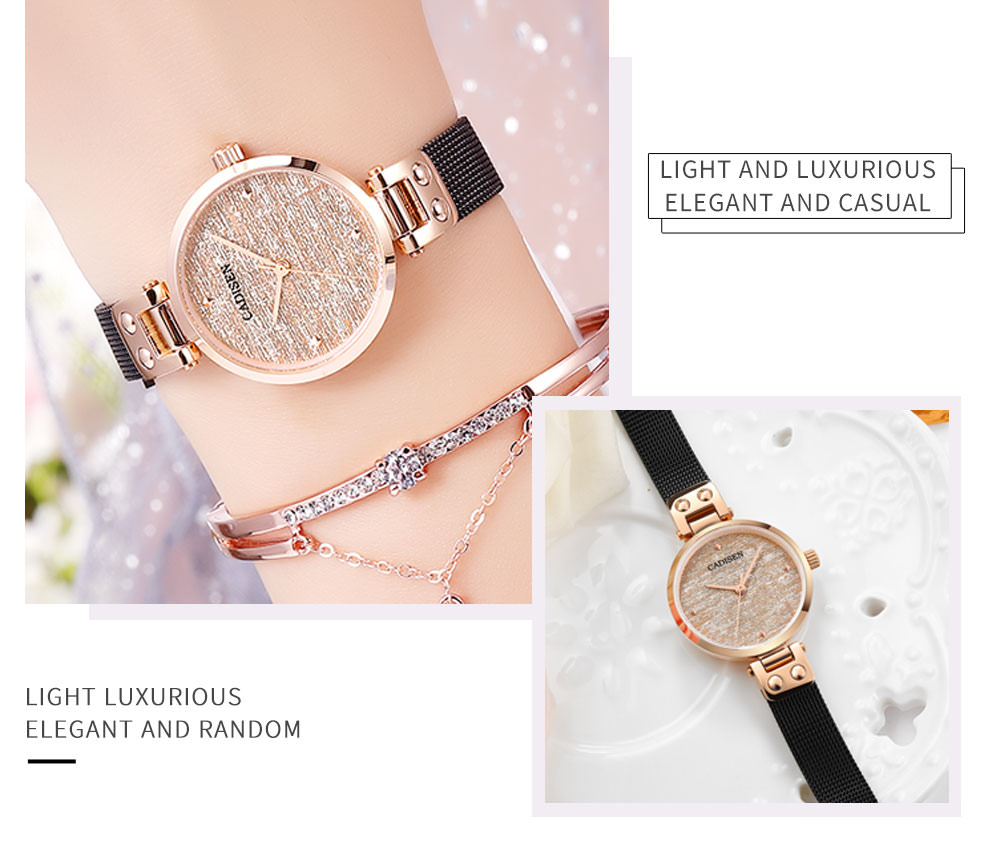 CADISEN
LIGHT AND LUXURIOUS
ELEGANT AND CASUAL
CADISEN
LIGHT LUXURIOUS
ELEGANT AND RANDOM